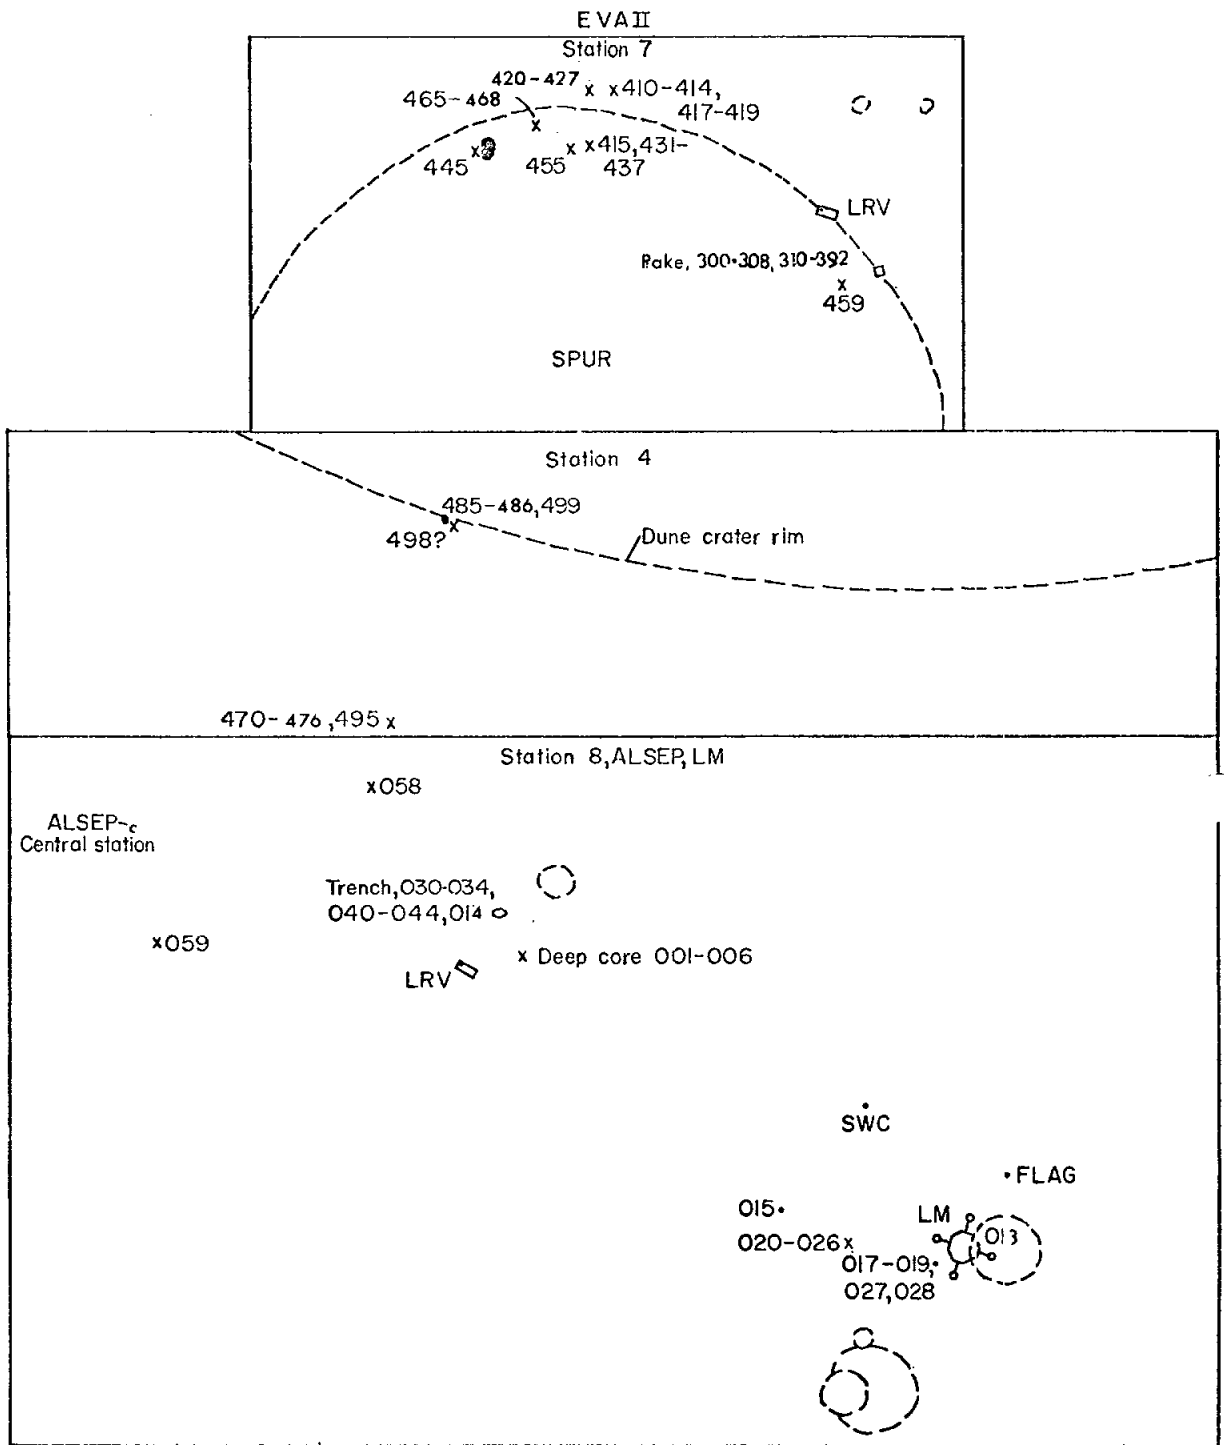 EVA II
Station 7
420-427 x x410-414,
465-468
417-419
x
445 x
455 x x415,431-
437
LRV
Rake, 300-308, 310-392
x
459
SPUR
Station 4
485-486,499
498? x
Dune crater rim
470-476,495 x
Station 8, ALSEP, LM
x058
ALSEP-c
Central station
Trench, 030-034,
040-044, 014
x059
x Deep core 001-006
LRV
SWC
FLAG
015
LM
013
020-026 x
017-019,
027,028